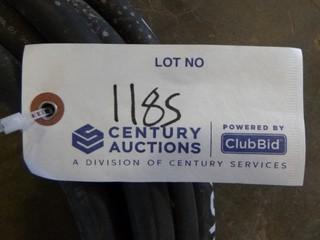 LOT NO
1185
CENTURY AUCTIONS
POWERED BY
ClubBid
A DIVISION OF CENTURY SERVICES